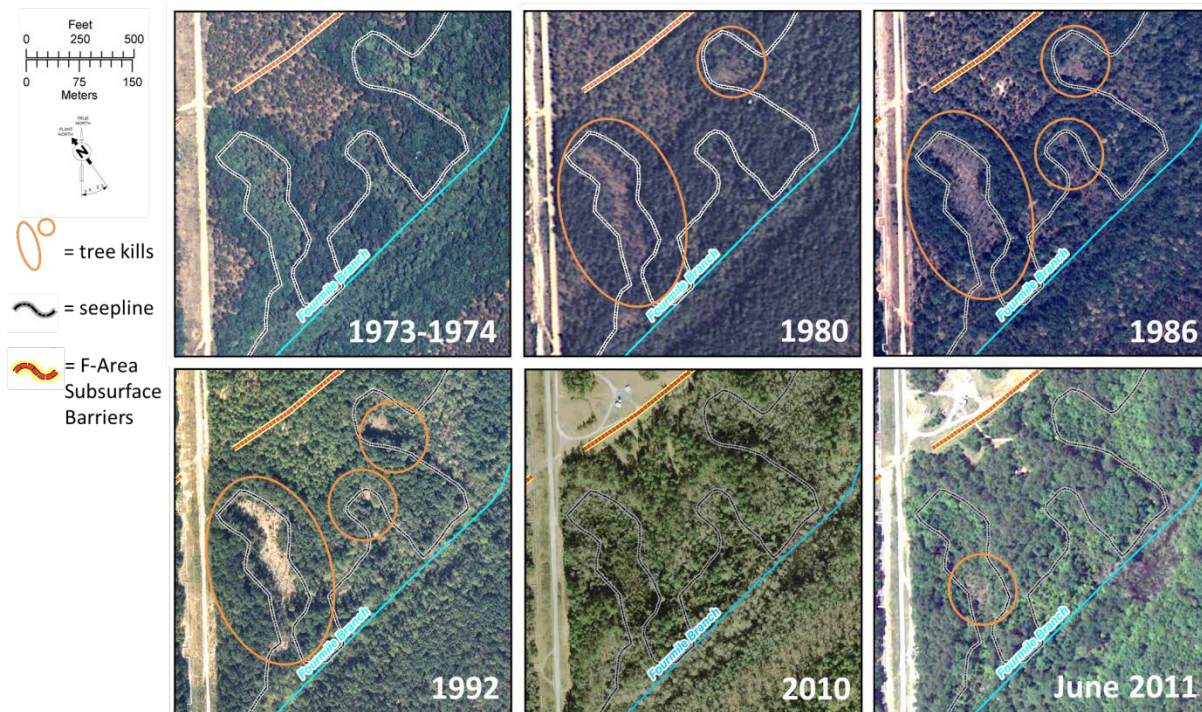 Feet
0 250 500
0 75 150
Meters
TRUE NORTH
PLANT NORTH
N
= tree kills
= seepline
= F-Area
Subsurface
Barriers
Fourmile Branch
1973-1974
Fourmile Branch
1980
Fourmile Branch
1986
Fourmile Branch
1992
Fourmile Branch
2010
Fourmile Branch
June 2011